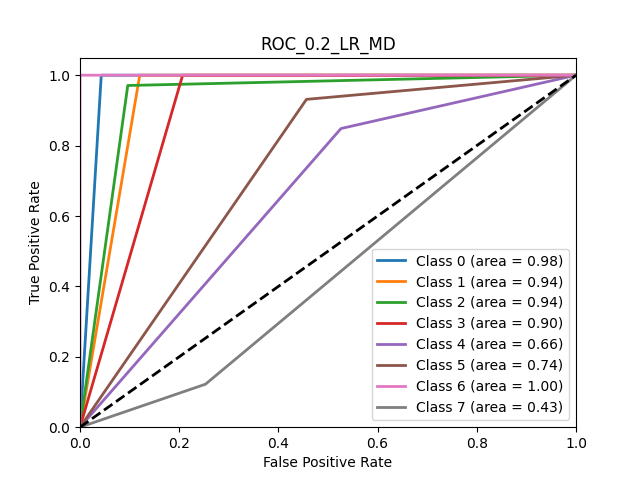 ROC_0.2_LR_MD
True Positive Rate
1.0
0.8
0.6
0.4
0.2
0.0
Class 0 (area = 0.98)
Class 1 (area = 0.94)
Class 2 (area = 0.94)
Class 3 (area = 0.90)
Class 4 (area = 0.66)
Class 5 (area = 0.74)
Class 6 (area = 1.00)
Class 7 (area = 0.43)
0.0 0.2 0.4 0.6 0.8 1.0
False Positive Rate